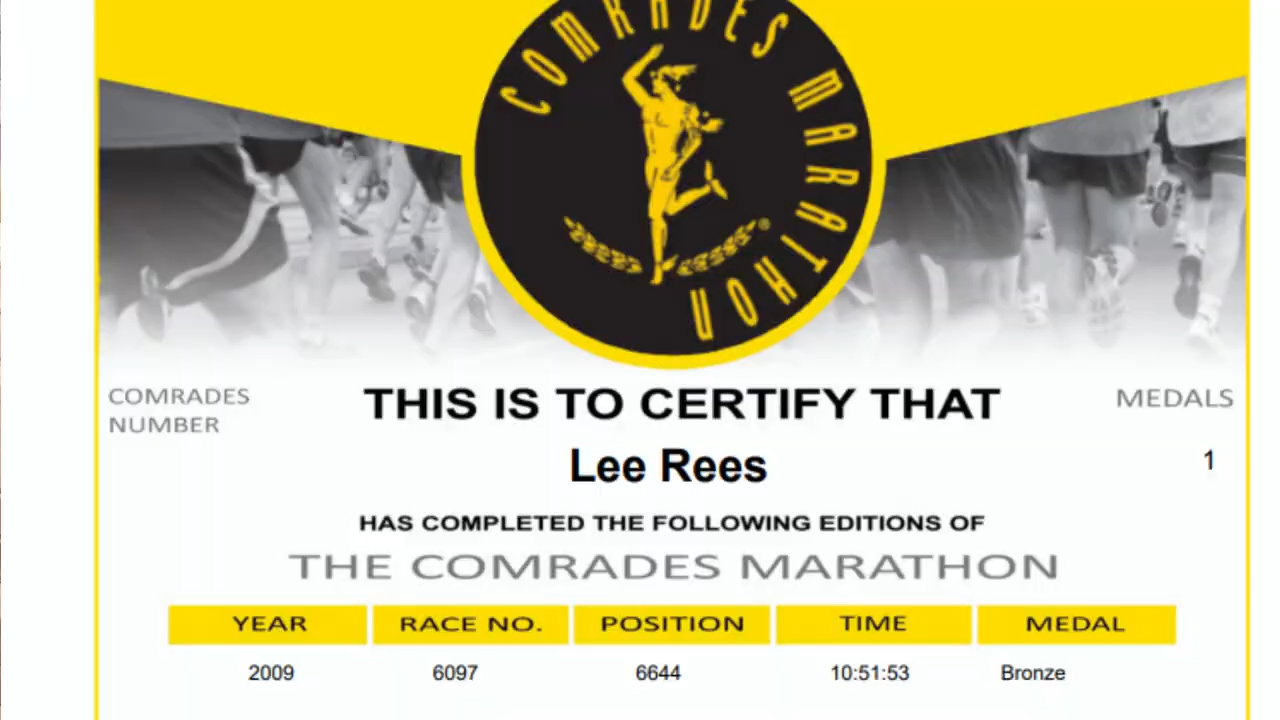 COMRADES MARATHON
®
COMRADES
NUMBER
THIS IS TO CERTIFY THAT
MEDALS
Lee Rees
1
HAS COMPLETED THE FOLLOWING EDITIONS OF
THE COMRADES MARATHON
YEAR RACE NO. POSITION TIME MEDAL
2009 6097 6644 10:51:53 Bronze